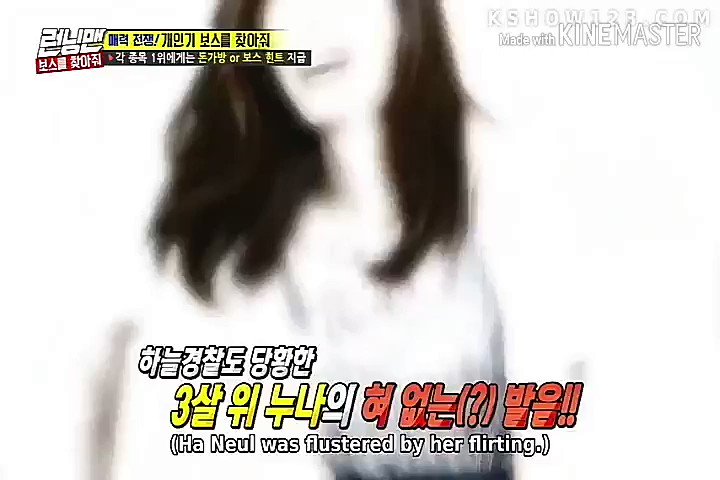 런닝맨
보스를 찾아줘
매력 전쟁! 개인기 보스를 찾아줘
▶각 종목 1위에게는 돈가방 or 보스 힌트 지급
KSHOW123.COM
Made with KINEMASTER
하늘경찰도 당황한
3살 위 누나의 혀 없는(?) 발음!!
(Ha Neul was flustered by her flirting.)